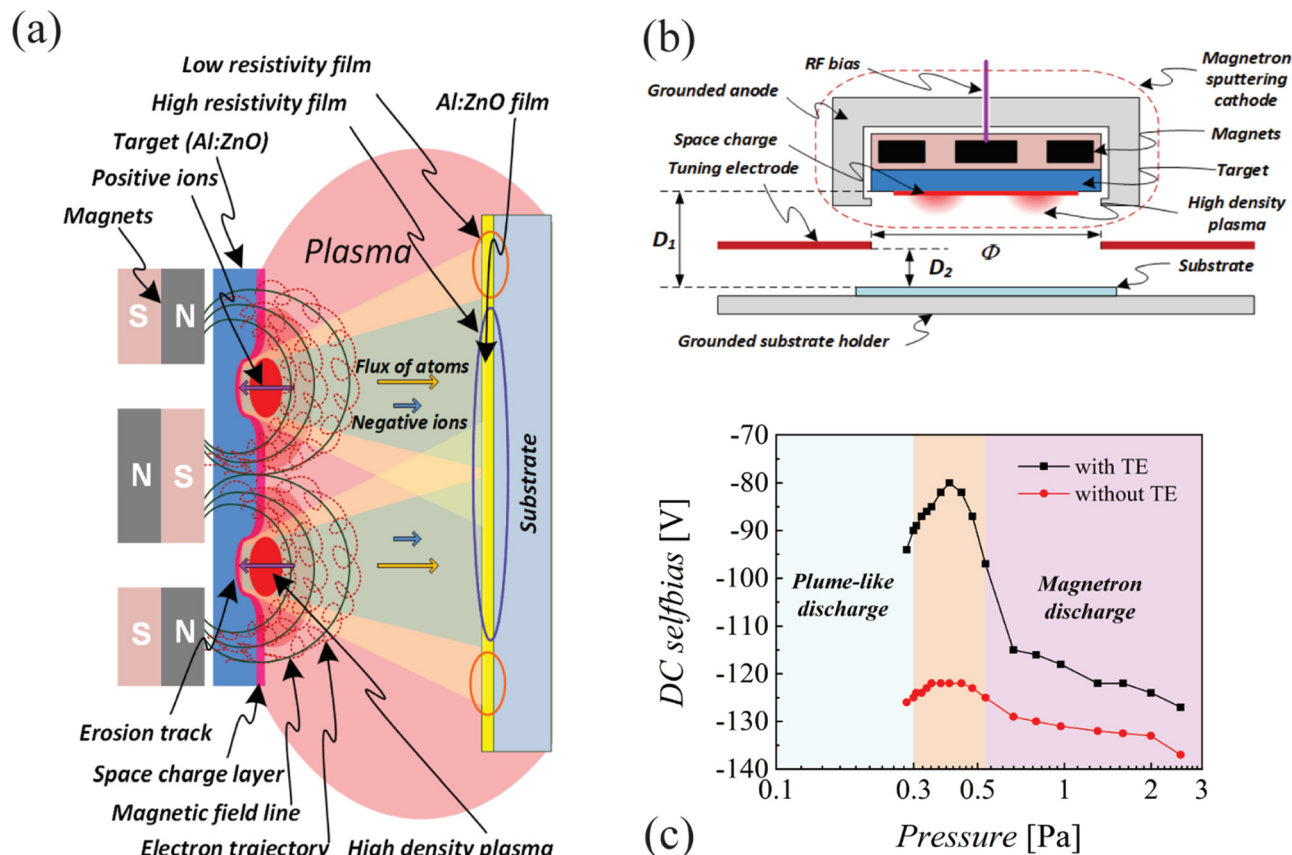 (a)
Low resistivity film
High resistivity film
Al:ZnO film
Target (Al:ZnO)
Positive ions
Magnets
Plasma
S N
N S
S N
Flux of atoms
Negative ions
Substrate
Erosion track
Space charge layer
Magnetic field line
Electron trajectory
High density plasma
(b)
RF bias
Magnetron
sputtering
cathode
Grounded anode
Space charge
Magnets
Tuning electrode
Target
High density
plasma
D1
D2
Φ
Substrate
Grounded substrate holder
-70
-80
-90
-100
-110
-120
-130
-140
DC selfbias [V]
with TE
without TE
Plume-like
discharge
Magnetron
discharge
0.1 0.3 0.5 1 2 3
(c)
Pressure [Pa]